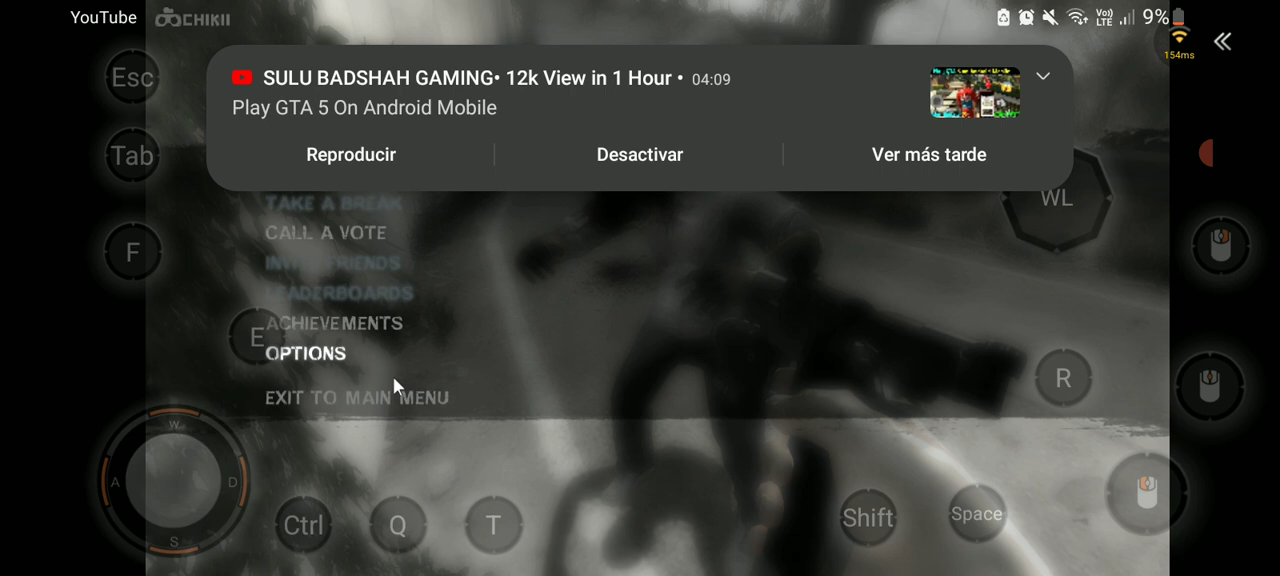 YouTube CHIKII
VoLTE 9%
154ms
Esc
SULU BADSHAH GAMING• 12k View in 1 Hour • 04:09
Play GTA 5 On Android Mobile
Reproducir Desactivar Ver más tarde
Tab
WL
TAKE A BREAK
CALL A VOTE
F
INVITE FRIENDS
LEADERBOARDS
E ACHIEVEMENTS
OPTIONS
R
EXIT TO MAIN MENU
W
A D
S
Ctrl Q T Shift Space